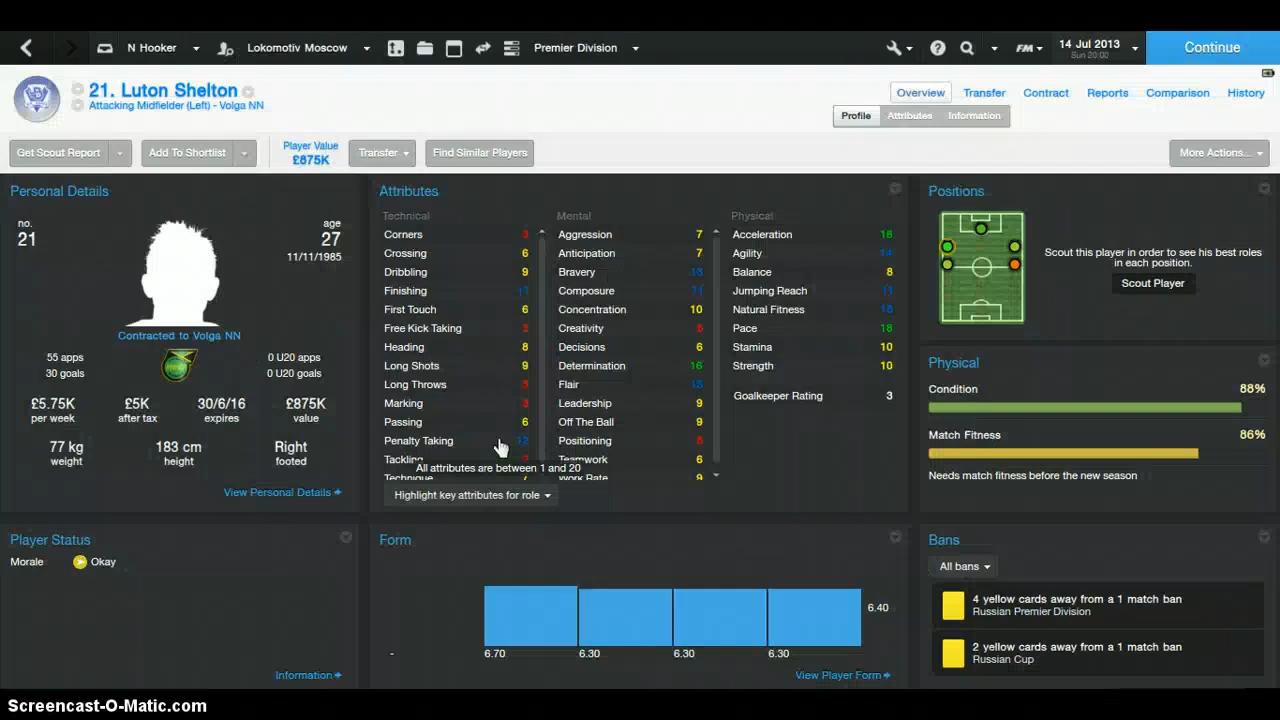 N Hooker
Lokomotiv Moscow
Premier Division
FM
14 Jul 2013
Sun 20:00
Continue
21. Luton Shelton
Attacking Midfielder (Left) - Volga NN
Overview Transfer Contract Reports Comparison History
Profile Attributes Information
Get Scout Report
Add To Shortlist
Player Value
£875K
Transfer
Find Similar Players
More Actions...
Personal Details
no.
21
age
27
11/11/1985
Contracted to Volga NN
55 apps
30 goals
0 U20 apps
0 U20 goals
£5.75K
per week
£5K
after tax
30/6/16
expires
£875K
value
77 kg
weight
183 cm
height
Right
footed
View Personal Details
Attributes
Technical
Corners 3
Crossing 6
Dribbling 9
Finishing 11
First Touch 6
Free Kick Taking
Heading 8
Long Shots 9
Long Throws
Marking 3
Passing 6
Penalty Taking 12
Tackling
All attributes are between 1 and 20
Technique 7
Highlight key attributes for role
Mental
Aggression 7
Anticipation 7
Bravery
Composure 11
Concentration 10
Creativity
Decisions 6
Determination 16
Flair
Leadership 9
Off The Ball 9
Positioning
Teamwork 6
Work Rate 9
Physical
Acceleration 18
Agility 14
Balance 8
Jumping Reach 11
Natural Fitness
Pace 18
Stamina 10
Strength 10
Goalkeeper Rating 3
Positions
Scout this player in order to see his best roles
in each position.
Scout Player
Physical
Condition 88%
Match Fitness 86%
Needs match fitness before the new season
Player Status
Morale Okay
Information
Form
6.40
-
6.70 6.30 6.30 6.30
View Player Form
Bans
All bans
4 yellow cards away from a 1 match ban
Russian Premier Division
2 yellow cards away from a 1 match ban
Russian Cup
Screencast-O-Matic.com